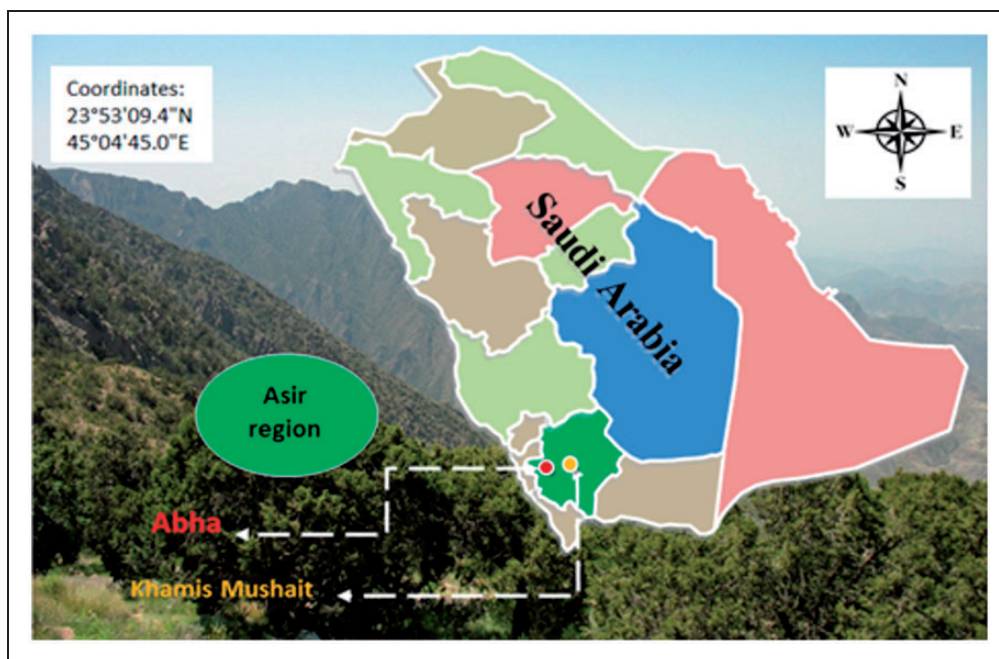 Coordinates:
23°53'09.4"N
45°04'45.0"E
N
W
E
S
Saudi Arabia
Asir
region
Abha
Khamis Mushait